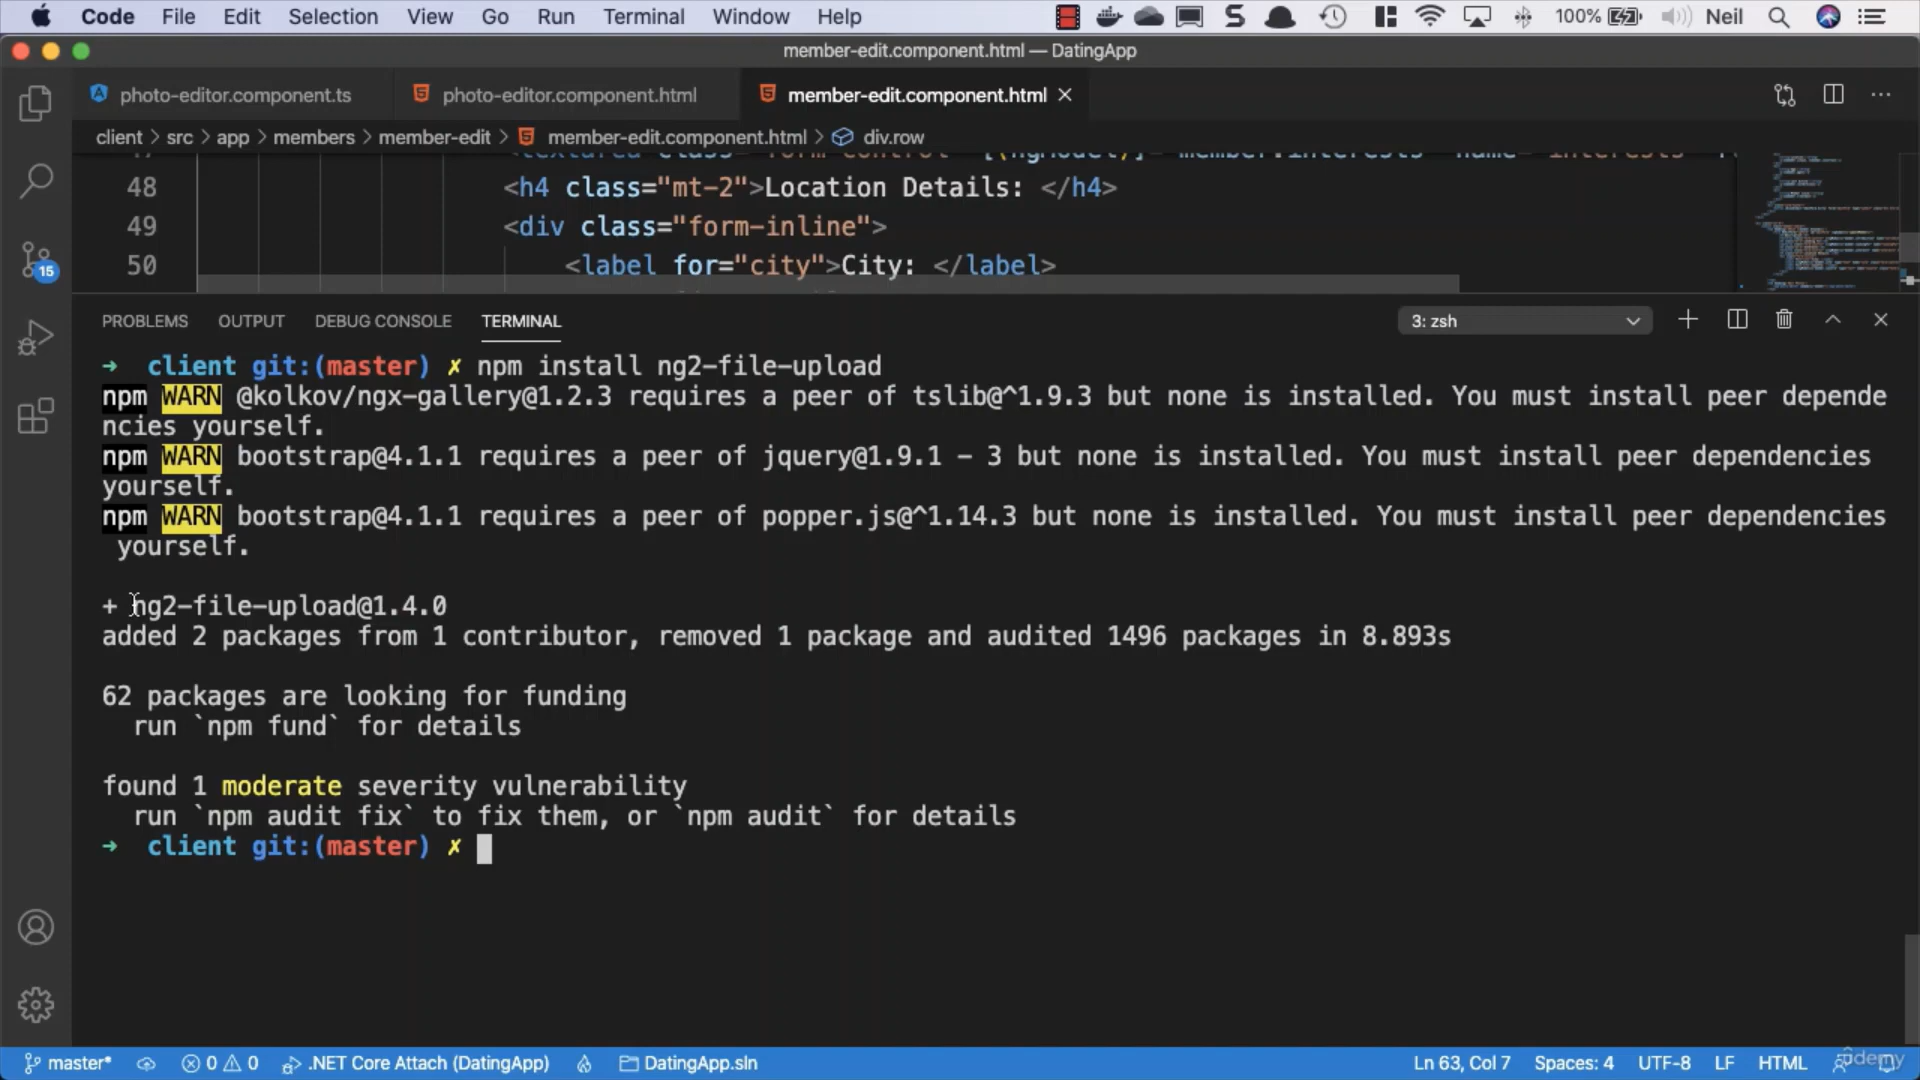 Code File Edit Selection View Go Run Terminal Window Help 100% Neil
member-edit.component.html — DatingApp
photo-editor.component.ts photo-editor.component.html member-edit.component.html
client > src > app > members > member-edit > member-edit.component.html > div.row
48 <h4 class="mt-2">Location Details: </h4>
49 <div class="form-inline">
50 <label for="city">City: </label>
15
PROBLEMS OUTPUT DEBUG CONSOLE TERMINAL 3: zsh
→ client git:(master) ✗ npm install ng2-file-upload
npm WARN @kolkov/ngx-gallery@1.2.3 requires a peer of tslib@^1.9.3 but none is installed. You must install peer depende
ncies yourself.
npm WARN bootstrap@4.1.1 requires a peer of jquery@1.9.1 - 3 but none is installed. You must install peer dependencies
yourself.
npm WARN bootstrap@4.1.1 requires a peer of popper.js@^1.14.3 but none is installed. You must install peer dependencies
yourself.
+ ng2-file-upload@1.4.0
added 2 packages from 1 contributor, removed 1 package and audited 1496 packages in 8.893s
62 packages are looking for funding
run `npm fund` for details
found 1 moderate severity vulnerability
run `npm audit fix` to fix them, or `npm audit` for details
→ client git:(master) ✗
master* 0 0 .NET Core Attach (DatingApp) DatingApp.sln Ln 63, Col 7 Spaces: 4 UTF-8 LF HTML
udemy